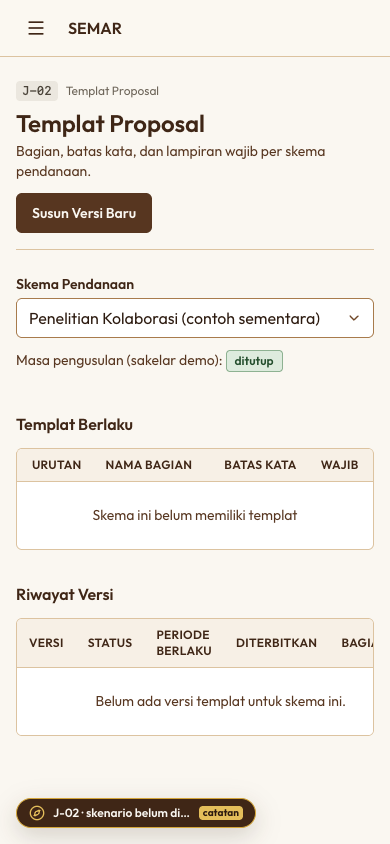 SEMAR
J-02 Templat Proposal
Templat Proposal
Bagian, batas kata, dan lampiran wajib per skema
pendanaan.
Susun Versi Baru
Skema Pendanaan
Penelitian Kolaborasi (contoh sementara)
Masa pengusulan (sakelar demo): ditutup
Templat Berlaku
URUTAN NAMA BAGIAN BATAS KATA WAJIB
Skema ini belum memiliki templat
Riwayat Versi
VERSI STATUS PERIODE BERLAKU DITERBITKAN BAGIA
Belum ada versi templat untuk skema ini.
J-02 · skenario belum di... catatan